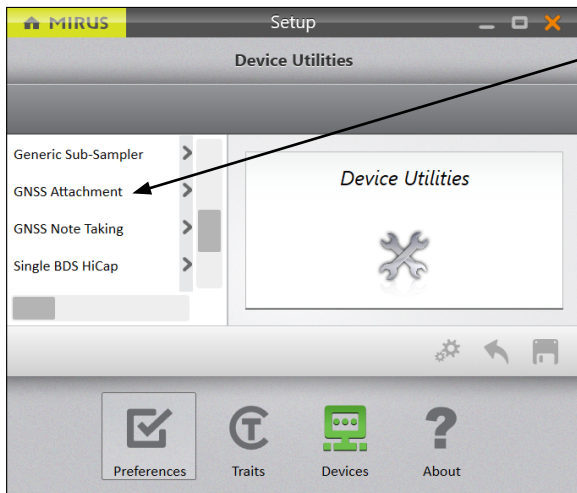 MIRUS
Setup
Device Utilities
Generic Sub-Sampler
GNSS Attachment
GNSS Note Taking
Single BDS HiCap
Device Utilities
Preferences
Traits
Devices
About